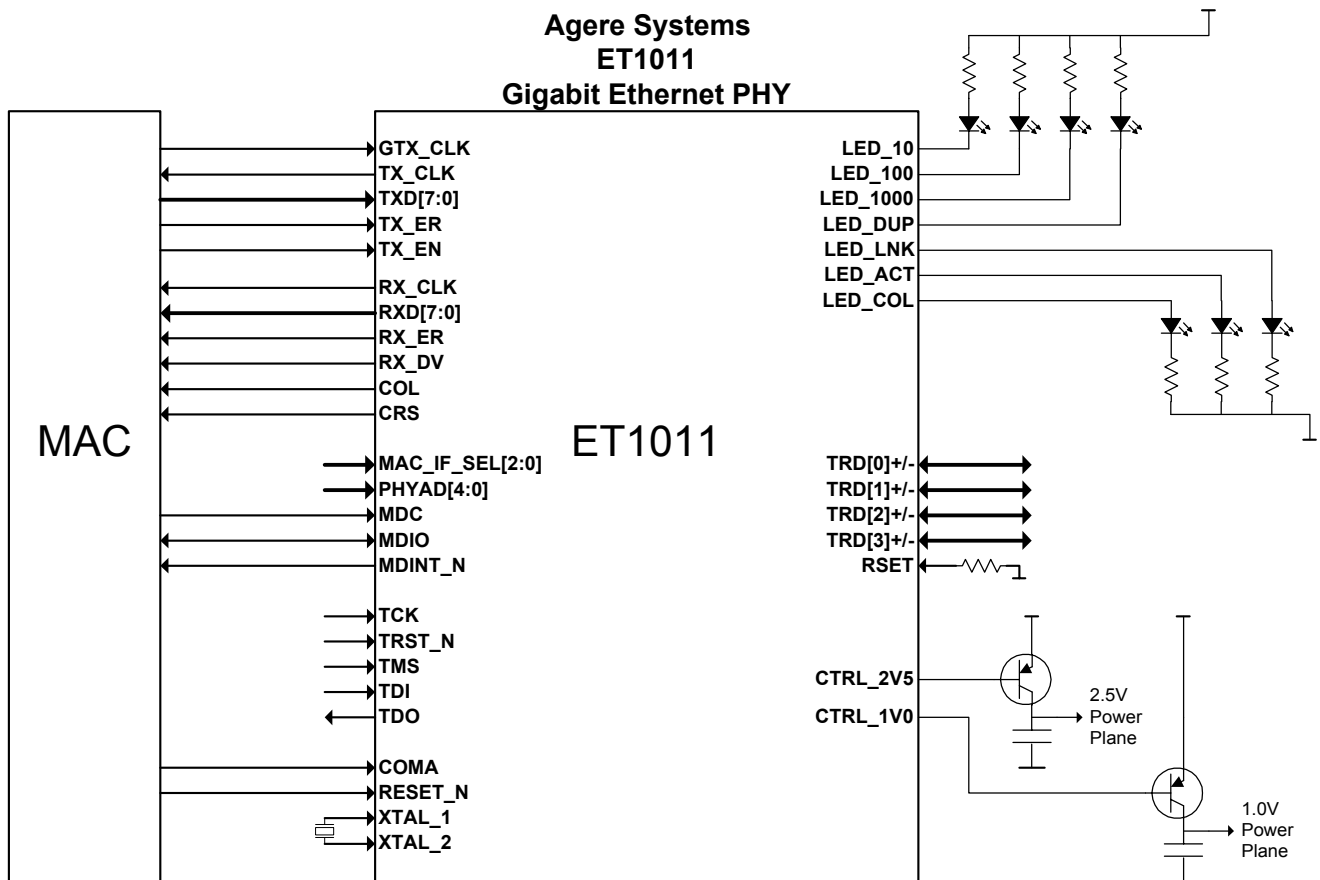 Agere Systems
ET1011
Gigabit Ethernet PHY
MAC
GTX_CLK
TX_CLK
TXD[7:0]
TX_ER
TX_EN
RX_CLK
RXD[7:0]
RX_ER
RX_DV
COL
CRS
MAC_IF_SEL[2:0]
PHYAD[4:0]
MDC
MDIO
MDINT_N
TCK
TRST_N
TMS
TDI
TDO
COMA
RESET_N
XTAL_1
XTAL_2
ET1011
LED_10
LED_100
LED_1000
LED_DUP
LED_LNK
LED_ACT
LED_COL
TRD[0]+/-
TRD[1]+/-
TRD[2]+/-
TRD[3]+/-
RSET
CTRL_2V5
CTRL_1V0
2.5V
Power
Plane
1.0V
Power
Plane